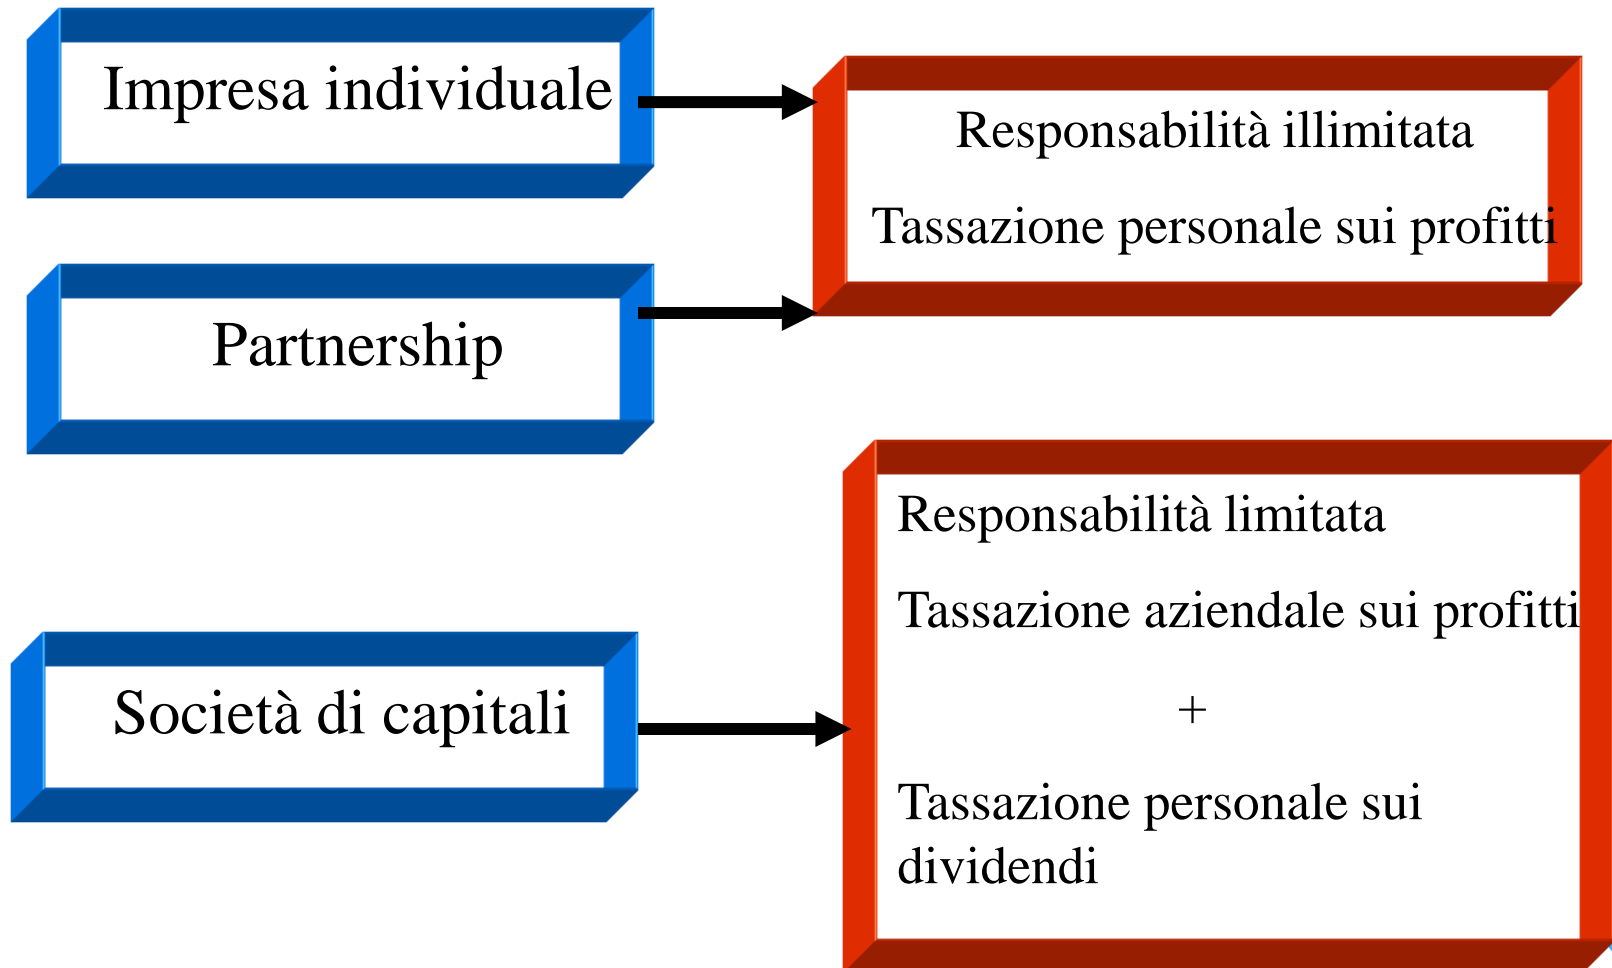 Impresa individuale
Responsabilità illimitata
Tassazione personale sui profitti
Partnership
Responsabilità limitata
Tassazione aziendale sui profitti
+
Società di capitali
Tassazione personale sui
dividendi